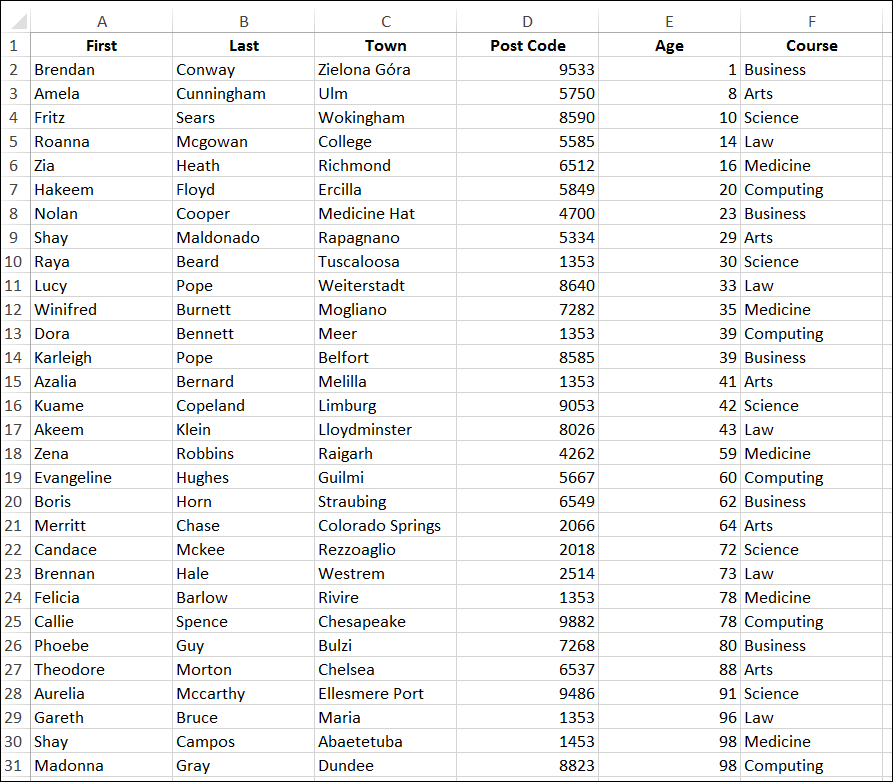 A B C D E F
1 First Last Town Post Code Age Course
2 Brendan Conway Zielona Góra 9533 1 Business
3 Amela Cunningham Ulm 5750 8 Arts
4 Fritz Sears Wokingham 8590 10 Science
5 Roanna Mcgowan College 5585 14 Law
6 Zia Heath Richmond 6512 16 Medicine
7 Hakeem Floyd Ercilla 5849 20 Computing
8 Nolan Cooper Medicine Hat 4700 23 Business
9 Shay Maldonado Rapagnano 5334 29 Arts
10 Raya Beard Tuscaloosa 1353 30 Science
11 Lucy Pope Weiterstadt 8640 33 Law
12 Winifred Burnett Mogliano 7282 35 Medicine
13 Dora Bennett Meer 1353 39 Computing
14 Karleigh Pope Belfort 8585 39 Business
15 Azalia Bernard Melilla 1353 41 Arts
16 Kuame Copeland Limburg 9053 42 Science
17 Akeem Klein Lloydminster 8026 43 Law
18 Zena Robbins Raigarh 4262 59 Medicine
19 Evangeline Hughes Guilmi 5667 60 Computing
20 Boris Horn Straubing 6549 62 Business
21 Merritt Chase Colorado Springs 2066 64 Arts
22 Candace Mckee Rezzoaglio 2018 72 Science
23 Brennan Hale Westrem 2514 73 Law
24 Felicia Barlow Rivire 1353 78 Medicine
25 Callie Spence Chesapeake 9882 78 Computing
26 Phoebe Guy Bulzi 7268 80 Business
27 Theodore Morton Chelsea 6537 88 Arts
28 Aurelia Mccarthy Ellesmere Port 9486 91 Science
29 Gareth Bruce Maria 1353 96 Law
30 Shay Campos Abaetetuba 1453 98 Medicine
31 Madonna Gray Dundee 8823 98 Computing